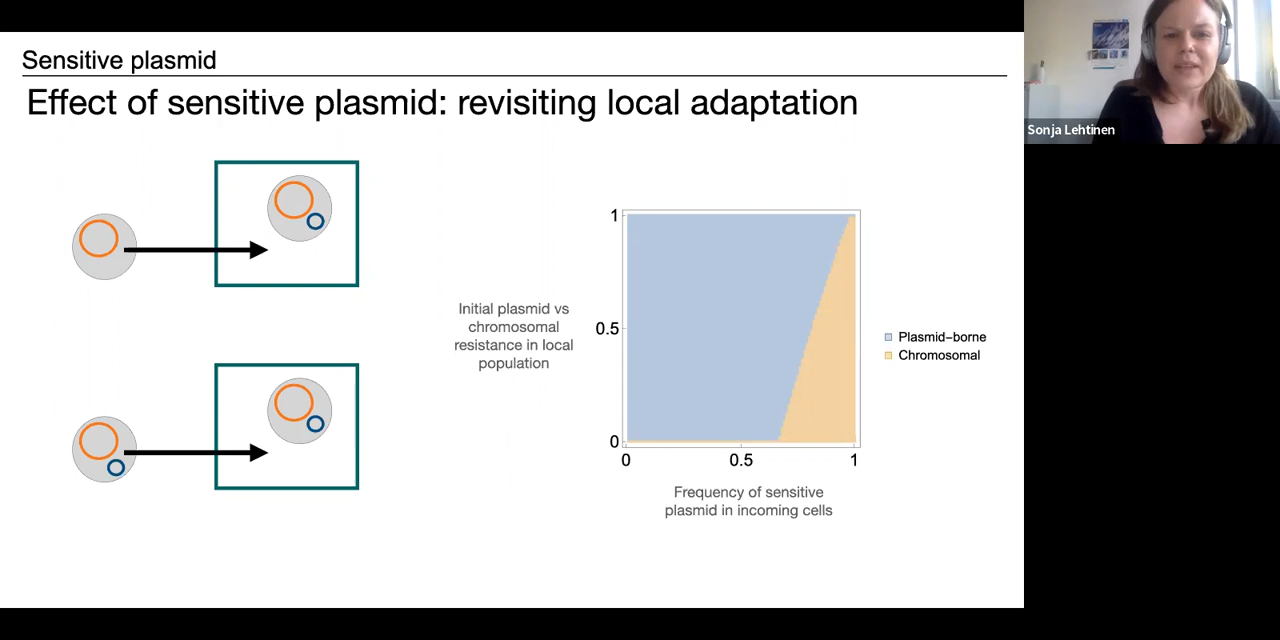 Sensitive plasmid
Effect of sensitive plasmid: revisiting local adaptation
Sonja Lehtinen
Initial plasmid vs
chromosomal
resistance in local
population
1
0.5
0
0
0.5
1
Frequency of sensitive
plasmid in incoming cells
Plasmid−borne
Chromosomal